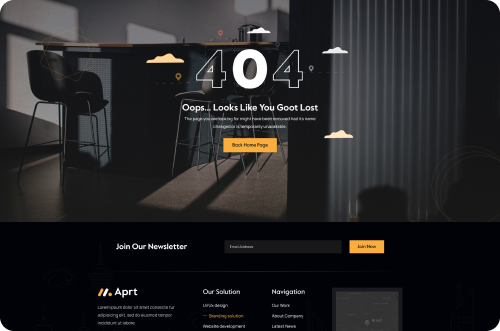 404
Oops... Looks Like You Goot Lost
The page you are looking for might have been removed had it's name
changed or is temporarily unavailable.
Back Home Page
Join Our Newsletter
Email Address
Join Now
Aprt
Our Solution
Navigation
Lorem ipsum dolor sit amet consecte tur
adipiscing elit, sed do eiusmod tempor
incididunt ut labore
UI/Ux design
Branding solution
Website development
Our Work
About Company
Latest News